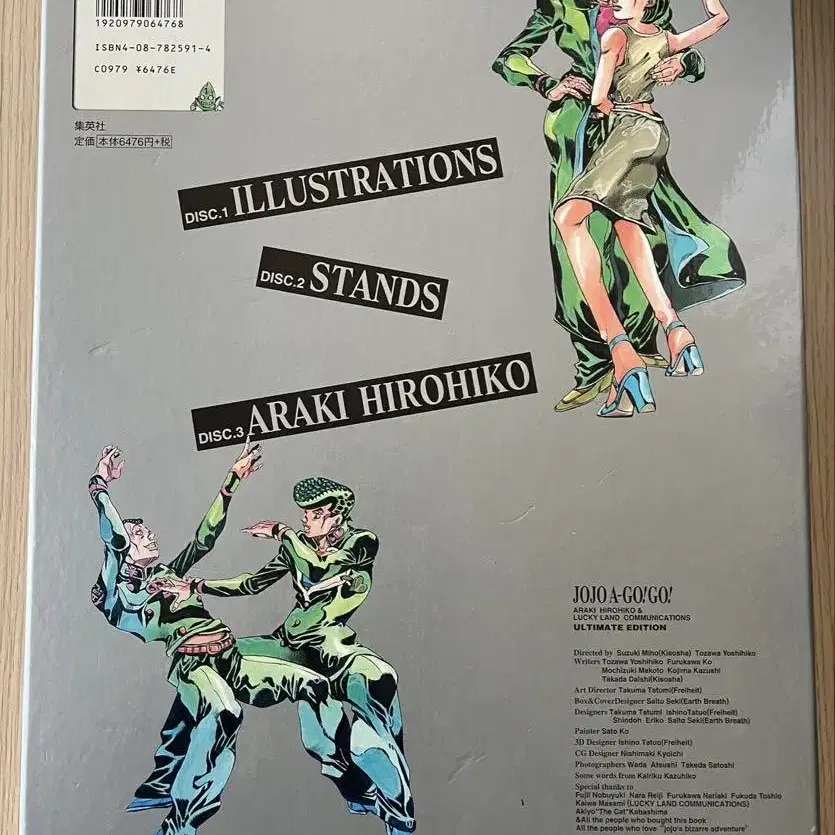 1920979064768
ISBN4-08-782591-4
C0979 ¥6476E
集英社
定価 本体6476円+税
DISC.1 ILLUSTRATIONS
DISC.2 STANDS
DISC.3 ARAKI HIROHIKO
JOJO A-GO!GO!
ARAKI HIROHIKO &
LUCKY LAND COMMUNICATIONS
ULTIMATE EDITION
Directed by Suzuki Miho(Kisosha) Tozawa Yoshihiko
Writers Tozawa Yoshihiko Furukawa Ko
Mochizuki Makoto Kojima Kazushi
Takada Daishi(Kisosha)
Art Director Takuma Tatumi(Freiheit)
Box&CoverDesigner Saito Seki(Earth Breath)
Designers Takuma Tatumi IshinoTatuo(Freiheit)
Shindoh Eriko Saito Seki(Earth Breath)
Painter Sato Ko
3D Designer Ishino Tatuo(Freiheit)
CG Designer Nishimaki Kyoichi
Photographers Wada Atsushi Takeda Satoshi
Some words from Kairiku Kazuhiko
Special thanks to
Fujii Nobuyuki Nara Reiji Furukawa Nariaki Fukuda Toshio
Kaiwa Masami (LUCKY LAND COMMUNICATIONS)
Akiyo"The Cat"Kabashima
&All the people who bought this book
All the people who love "jojo's bizarre adventure"